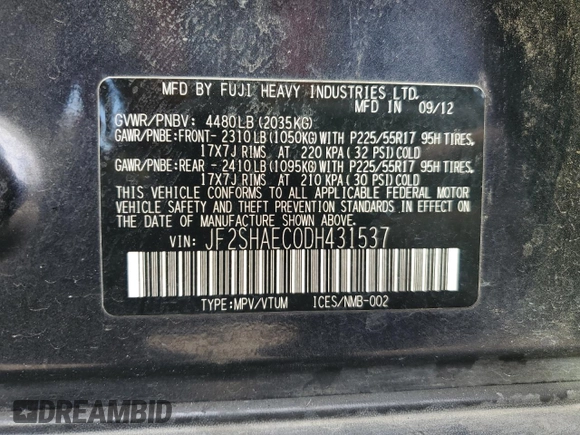 MFD BY FUJI HEAVY INDUSTRIES LTD.
MFD IN 09/12
GVWR/PNBV: 4480LB(2035KG)
GAWR/PNBE:FRONT-2310LB(1050KG)WITH P225/55R17 95H TIRES,
17X7J RIMS AT 220 KPA(32 PSI)COLD
GAWR/PNBE:REAR -2410LB(1095KG)WITH P225/55R17 95H TIRES,
17X7J RIMS AT 210 KPA(30 PSI)COLD
THIS VEHICLE CONFORMS TO ALL APPLICABLE FEDERAL MOTOR
VEHICLE SAFETY AND THEFT PREVENTION STANDARDS IN EFFECT ON
THE DATE OF MANUFACTURE SHOWN ABOVE.
VIN: JF2SHAEC0DH431537
TYPE:MPV/VTUM ICES/NMB-002
DREAMBID